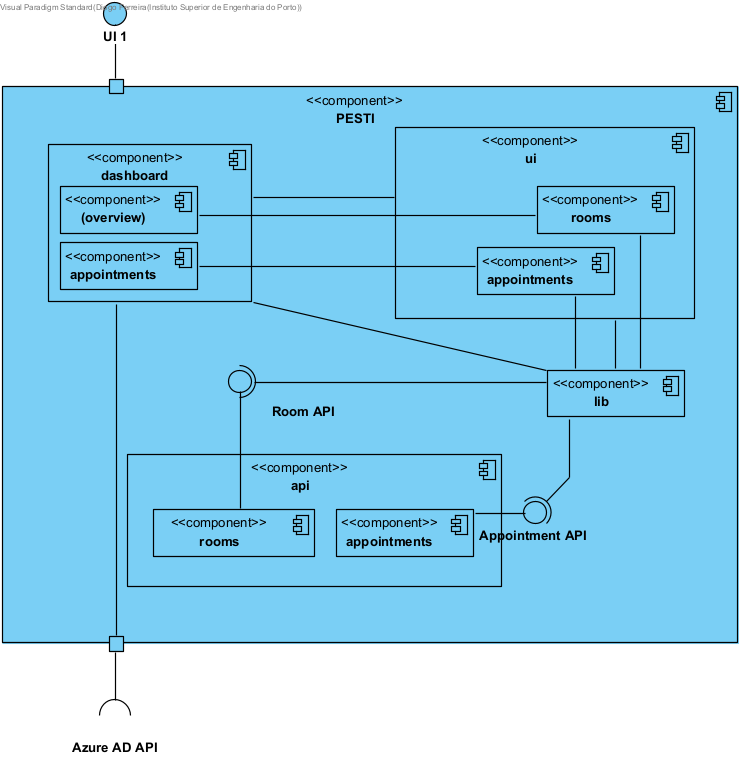 Visual Paradigm Standard(Diogo Ferreira(Instituto Superior de Engenharia do Porto))
UI 1
<<component>>
PESTI
<<component>>
dashboard
<<component>>
(overview)
<<component>>
appointments
<<component>>
ui
<<component>>
rooms
<<component>>
appointments
<<component>>
lib
Room API
<<component>>
api
<<component>>
rooms
<<component>>
appointments
Appointment API
Azure AD API